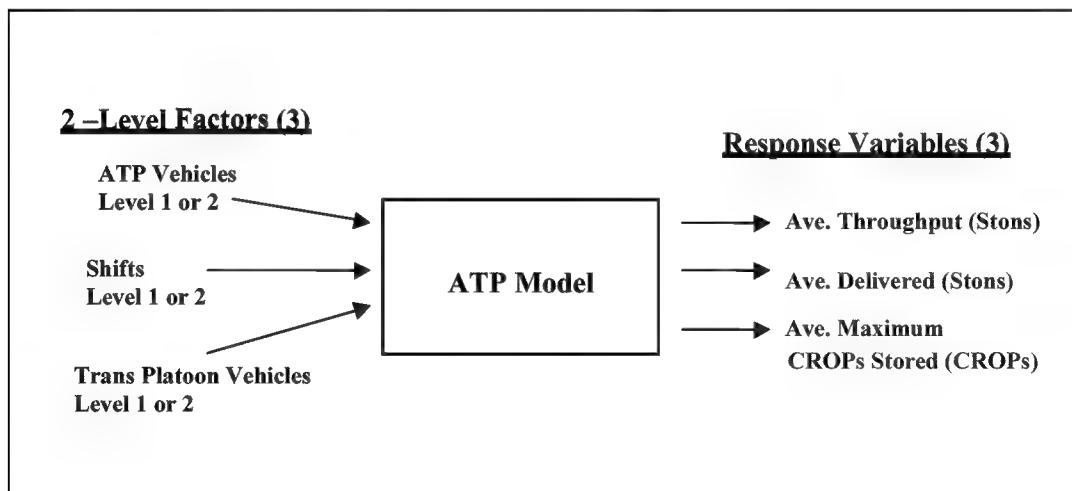 2 –Level Factors (3)
ATP Vehicles
Level 1 or 2
Shifts
Level 1 or 2
Trans Platoon Vehicles
Level 1 or 2
ATP Model
Response Variables (3)
Ave. Throughput (Stons)
Ave. Delivered (Stons)
Ave. Maximum
CROPs Stored (CROPs)